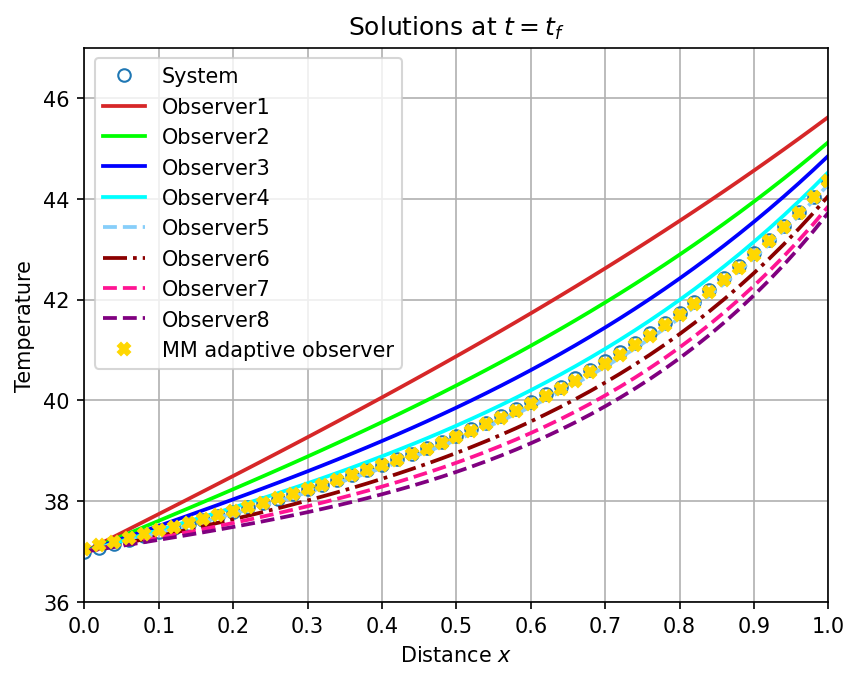 Solutions at t = t_f
Temperature
46
44
42
40
38
36
System
Observer1
Observer2
Observer3
Observer4
Observer5
Observer6
Observer7
Observer8
MM adaptive observer
0.0 0.1 0.2 0.3 0.4 0.5 0.6 0.7 0.8 0.9 1.0
Distance x